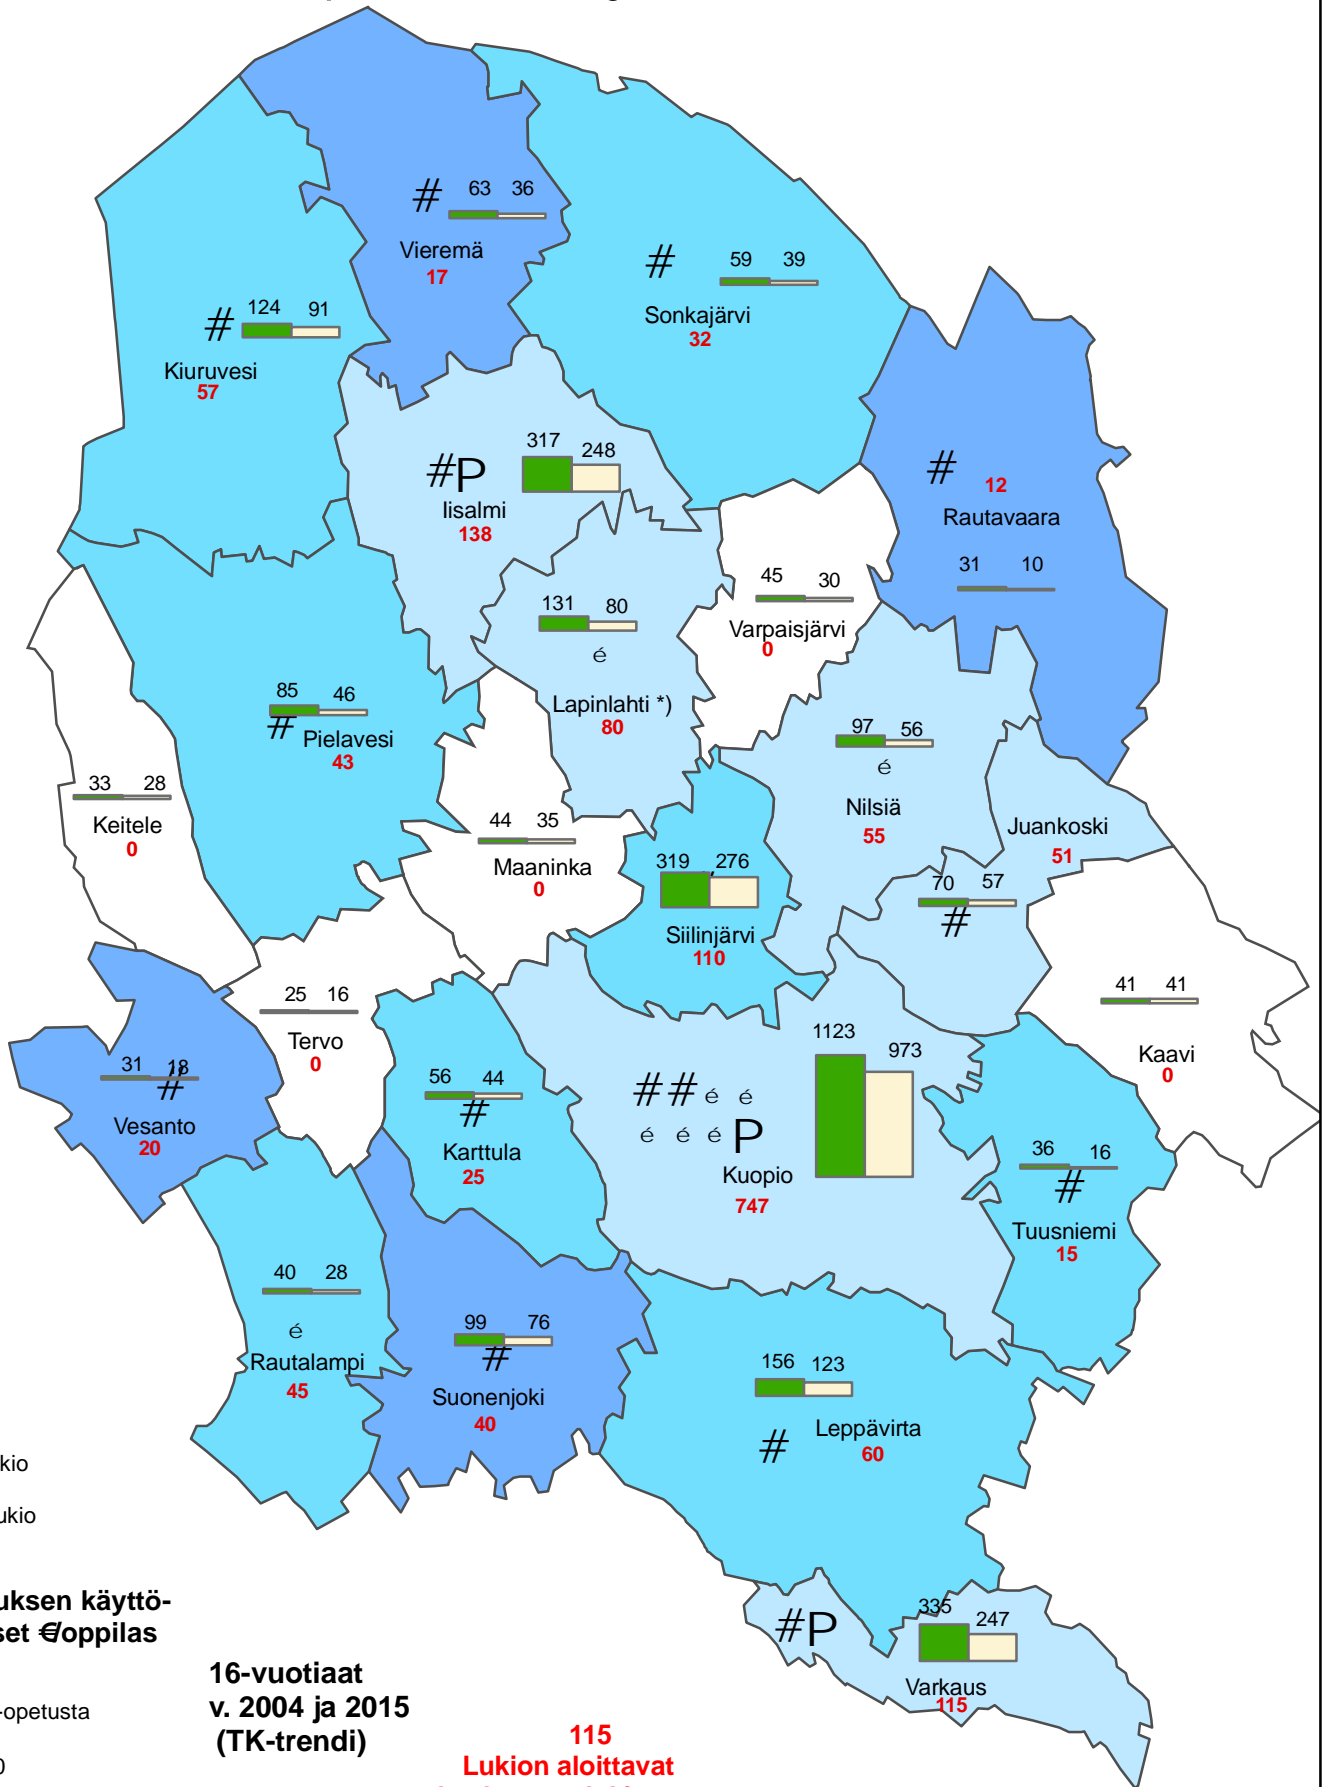 # 63 36
Vieremä
17
# 59 39
Sonkajärvi
32
# 124 91
Kiuruvesi
57
#P 317 248
Iisalmi
138
# 12
Rautavaara
31 10
131 80
é
Lapinlahti *)
80
45 30
Varpaisjärvi
0
85 46
# Pielavesi
43
97 56
é
Nilsiä
55
33 28
Keitele
0
44 35
Maaninka
0
319 276
Siilinjärvi
110
Juankoski
51
70 57
#
41 41
Kaavi
0
25 16
Tervo
0
31 18
#
Vesanto
20
56 44
#
Karttula
25
1123 973
## é é
é é é P
Kuopio
747
36 16
#
Tuusniemi
15
40 28
é
Rautalampi
45
99 76
#
Suonenjoki
40
156 123
# Leppävirta
60
335 247
#P
Varkaus
115
kio
ukio
uksen käyttö-
set €/oppilas
-opetusta
0
16-vuotiaat
v. 2004 ja 2015
(TK-trendi)
115
Lukion aloittavat